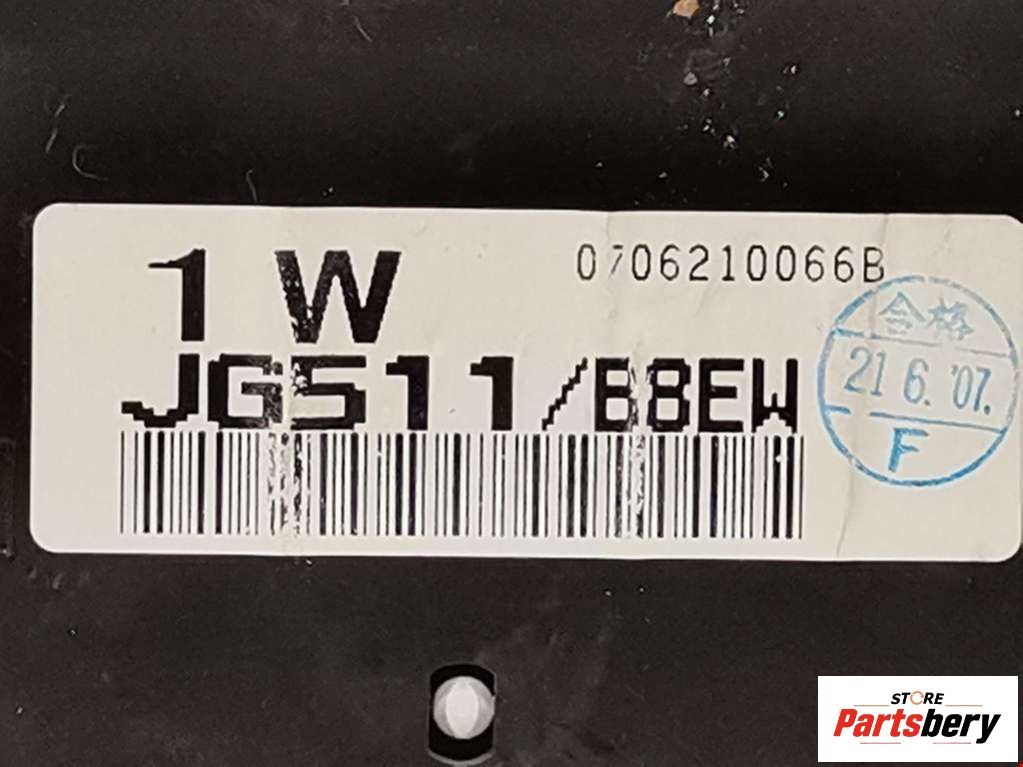 1 W
0706210066B
JG511/B8EW
合格
21.6.'07.
F
STORE
Partsbery